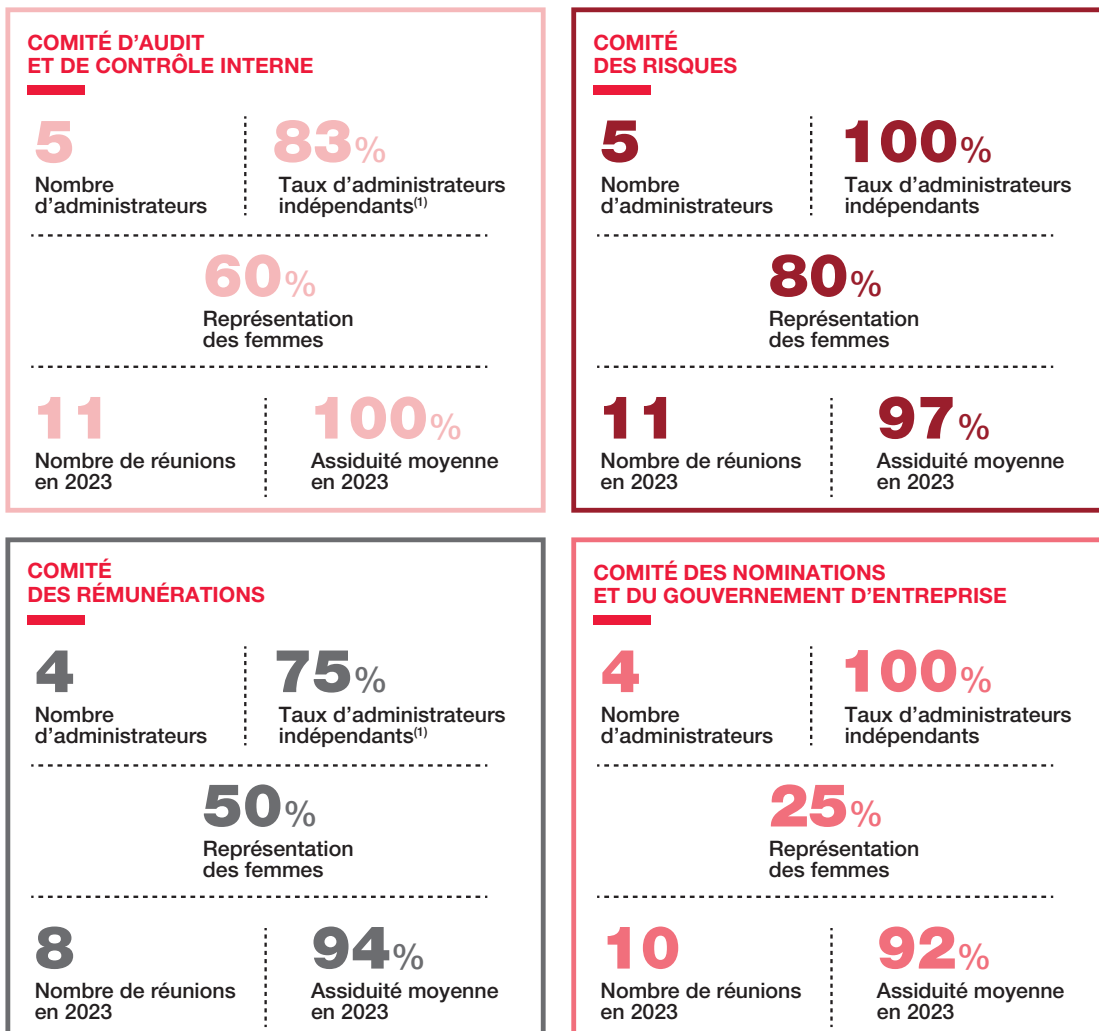 COMITÉ D'AUDIT
ET DE CONTRÔLE INTERNE
5
Nombre
d'administrateurs
83%
Taux d'administrateurs
indépendants(1)
60%
Représentation
des femmes
11
Nombre de réunions
en 2023
100%
Assiduité moyenne
en 2023
COMITÉ
DES RISQUES
5
Nombre
d'administrateurs
100%
Taux d'administrateurs
indépendants
80%
Représentation
des femmes
11
Nombre de réunions
en 2023
97%
Assiduité moyenne
en 2023
COMITÉ
DES RÉMUNÉRATIONS
4
Nombre
d'administrateurs
75%
Taux d'administrateurs
indépendants(1)
50%
Représentation
des femmes
8
Nombre de réunions
en 2023
94%
Assiduité moyenne
en 2023
COMITÉ DES NOMINATIONS
ET DU GOUVERNEMENT D'ENTREPRISE
4
Nombre
d'administrateurs
100%
Taux d'administrateurs
indépendants
25%
Représentation
des femmes
10
Nombre de réunions
en 2023
92%
Assiduité moyenne
en 2023